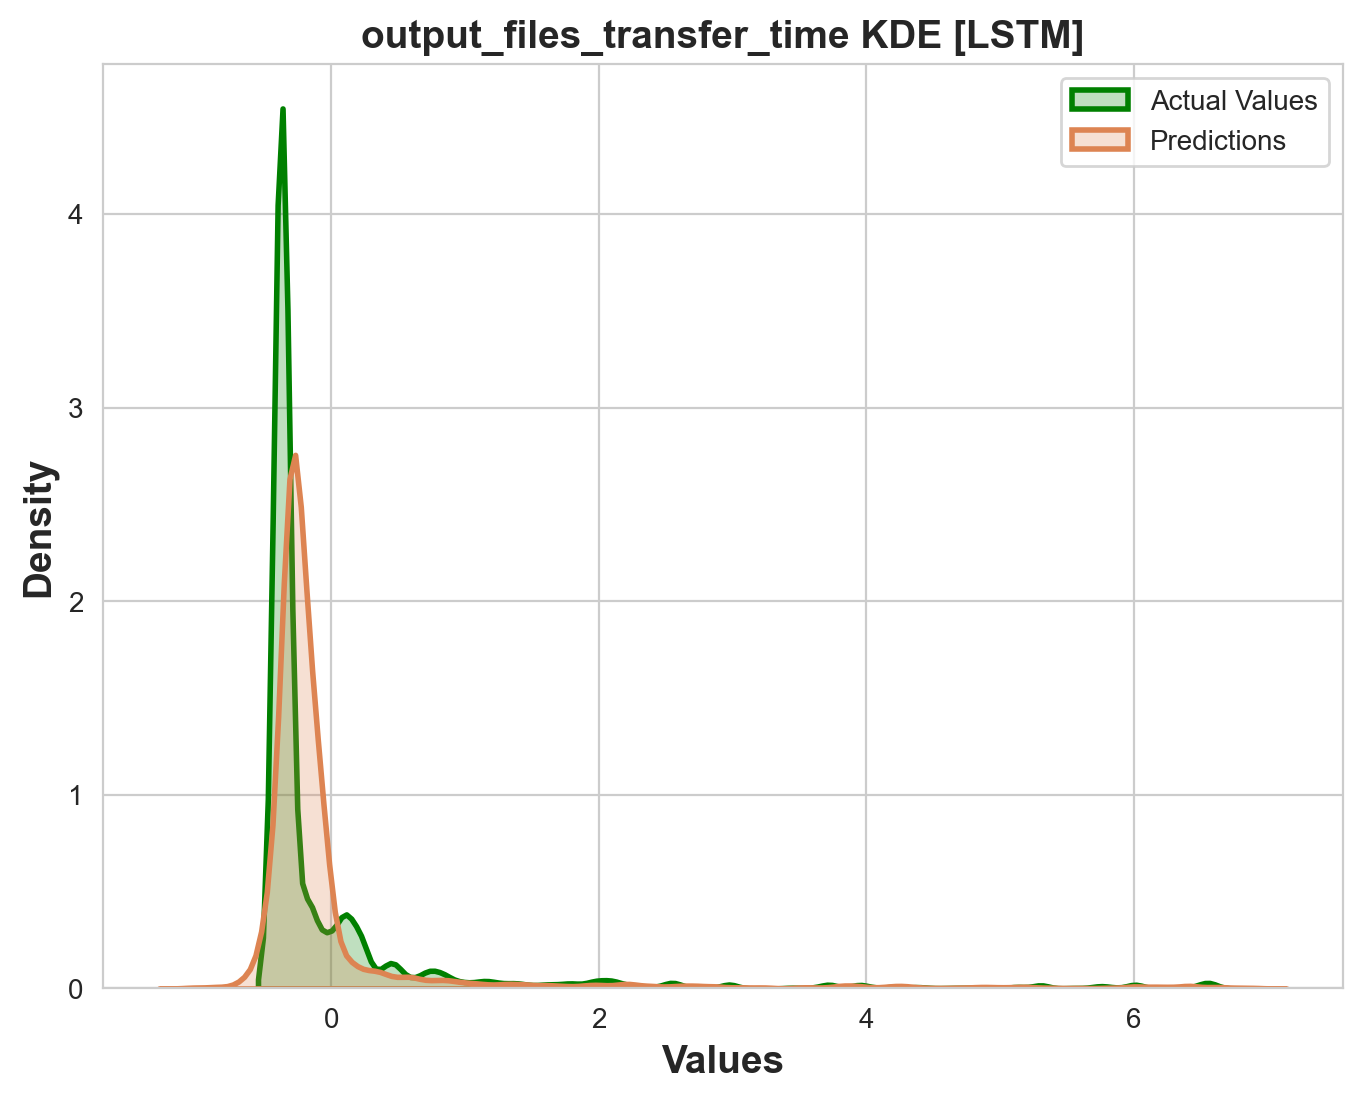 output_files_transfer_time KDE [LSTM]
Actual Values
Predictions
4
3
2
1
0
Density
0 2 4 6
Values